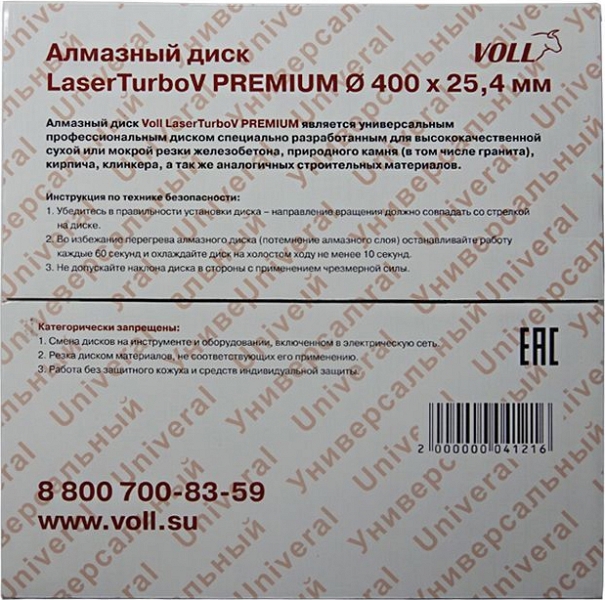 Алмазный диск
VOLL
LaserTurboV PREMIUM Ø 400 x 25,4 мм
Алмазный диск Voll LaserTurboV PREMIUM является универсальным
профессиональным диском специально разработанным для высококачественной
сухой или мокрой резки железобетона, природного камня (в том числе гранита),
кирпича, клинкера, а так же аналогичных строительных материалов.
Инструкция по технике безопасности:
1. Убедитесь в правильности установки диска – направление вращения должно совпадать со стрелкой
на диске.
2. Во избежание перегрева алмазного диска (потемнение алмазного слоя) останавливайте работу
каждые 60 секунд и охлаждайте диск на холостом ходу не менее 10 секунд.
3. Не допускайте наклона диска в стороны с применением чрезмерной силы.
Категорически запрещены:
1. Смена дисков на инструменте и оборудовании, включенном в электрическую сеть.
2. Резка диском материалов, не соответствующих его применению.
3. Работа без защитного кожуха и средств индивидуальной защиты.
EAC
2 000000 041216
8 800 700-83-59
www.voll.su
Универсальный
Univeral